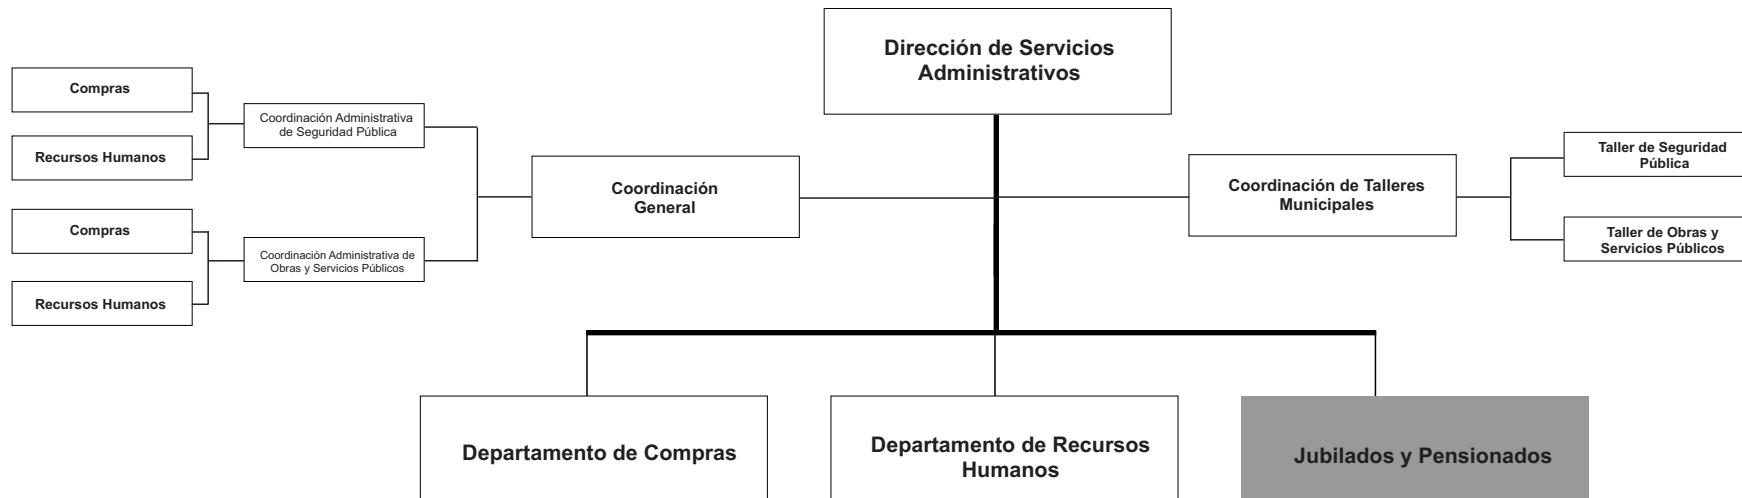 Dirección de Servicios
Administrativos
Compras
Recursos Humanos
Coordinación Administrativa
de Seguridad Pública
Compras
Recursos Humanos
Coordinación Administrativa de
Obras y Servicios Públicos
Coordinación
General
Coordinación de Talleres
Municipales
Taller de Seguridad
Pública
Taller de Obras y
Servicios Públicos
Departamento de Compras
Departamento de Recursos
Humanos
Jubilados y Pensionados